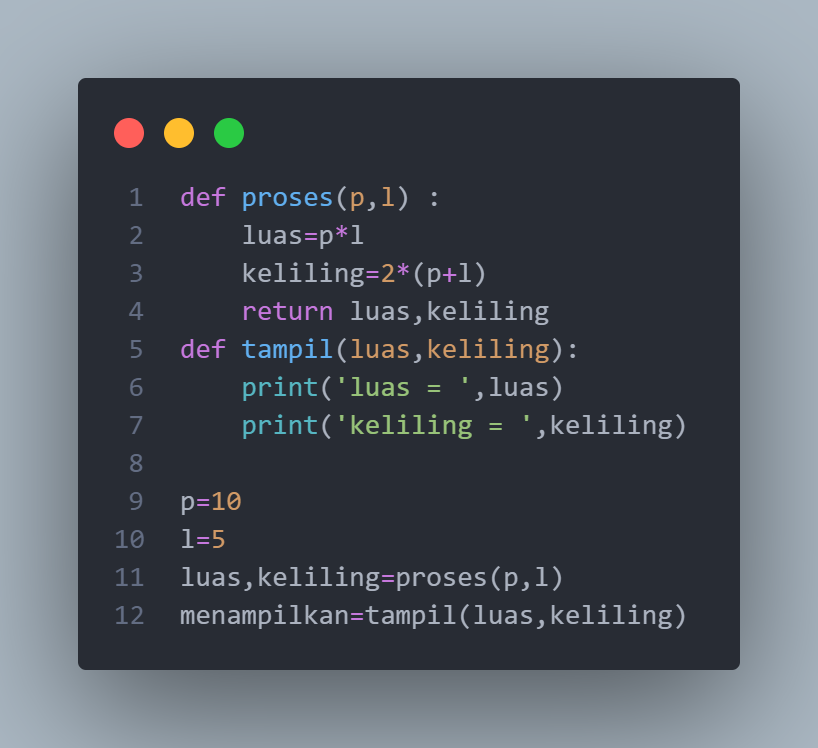 1 def proses(p,l) :
2     luas=p*l
3     keliling=2*(p+l)
4     return luas,keliling
5 def tampil(luas,keliling):
6     print('luas = ',luas)
7     print('keliling = ',keliling)
8
9 p=10
10 l=5
11 luas,keliling=proses(p,l)
12 menampilkan=tampil(luas,keliling)